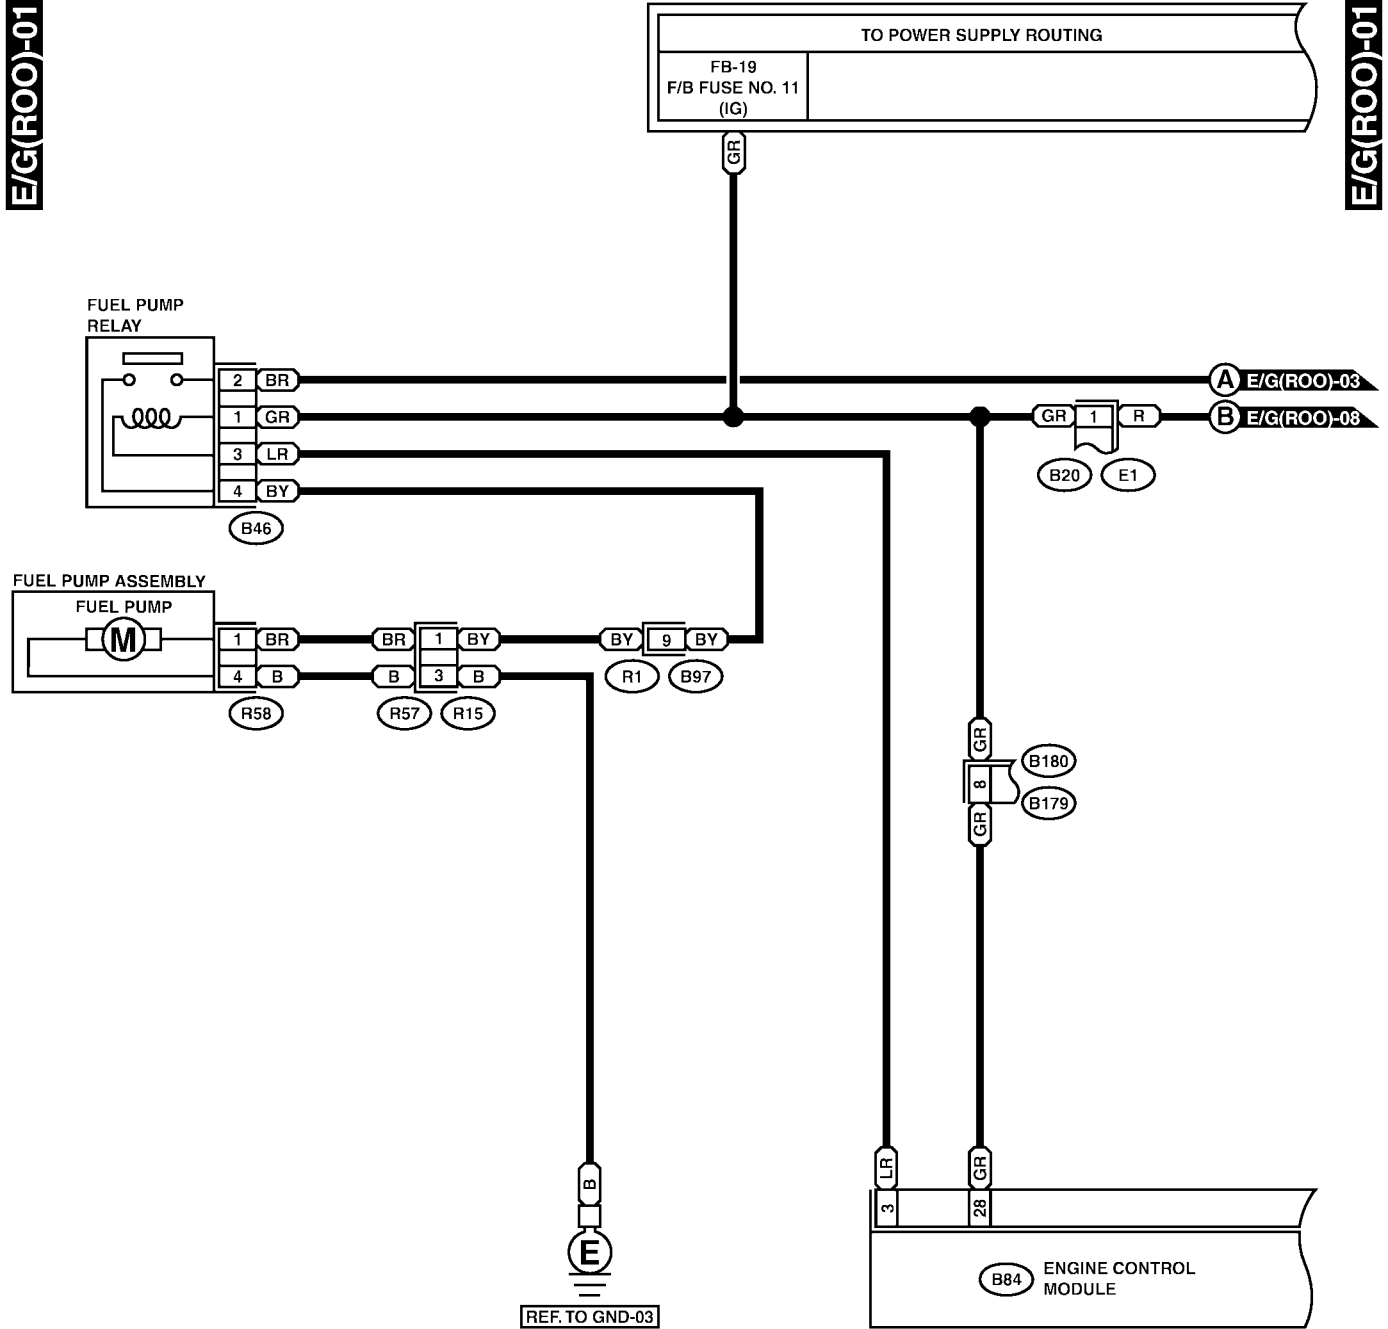 E/G(ROO)-01
E/G(ROO)-01
TO POWER SUPPLY ROUTING
FB-19
F/B FUSE NO. 11
(IG)
GR
FUEL PUMP
RELAY
2 BR
A E/G(ROO)-03
1 GR
GR 1 R
B E/G(ROO)-08
3 LR
4 BY
B20 E1
B46
FUEL PUMP ASSEMBLY
FUEL PUMP
M
1 BR
BR 1 BY
BY 9 BY
4 B
B 3 B
R1 B97
R58
R57 R15
GR
B180
8
B179
GR
LR
GR
B
3
28
E
B84
ENGINE CONTROL
MODULE
REF. TO GND-03